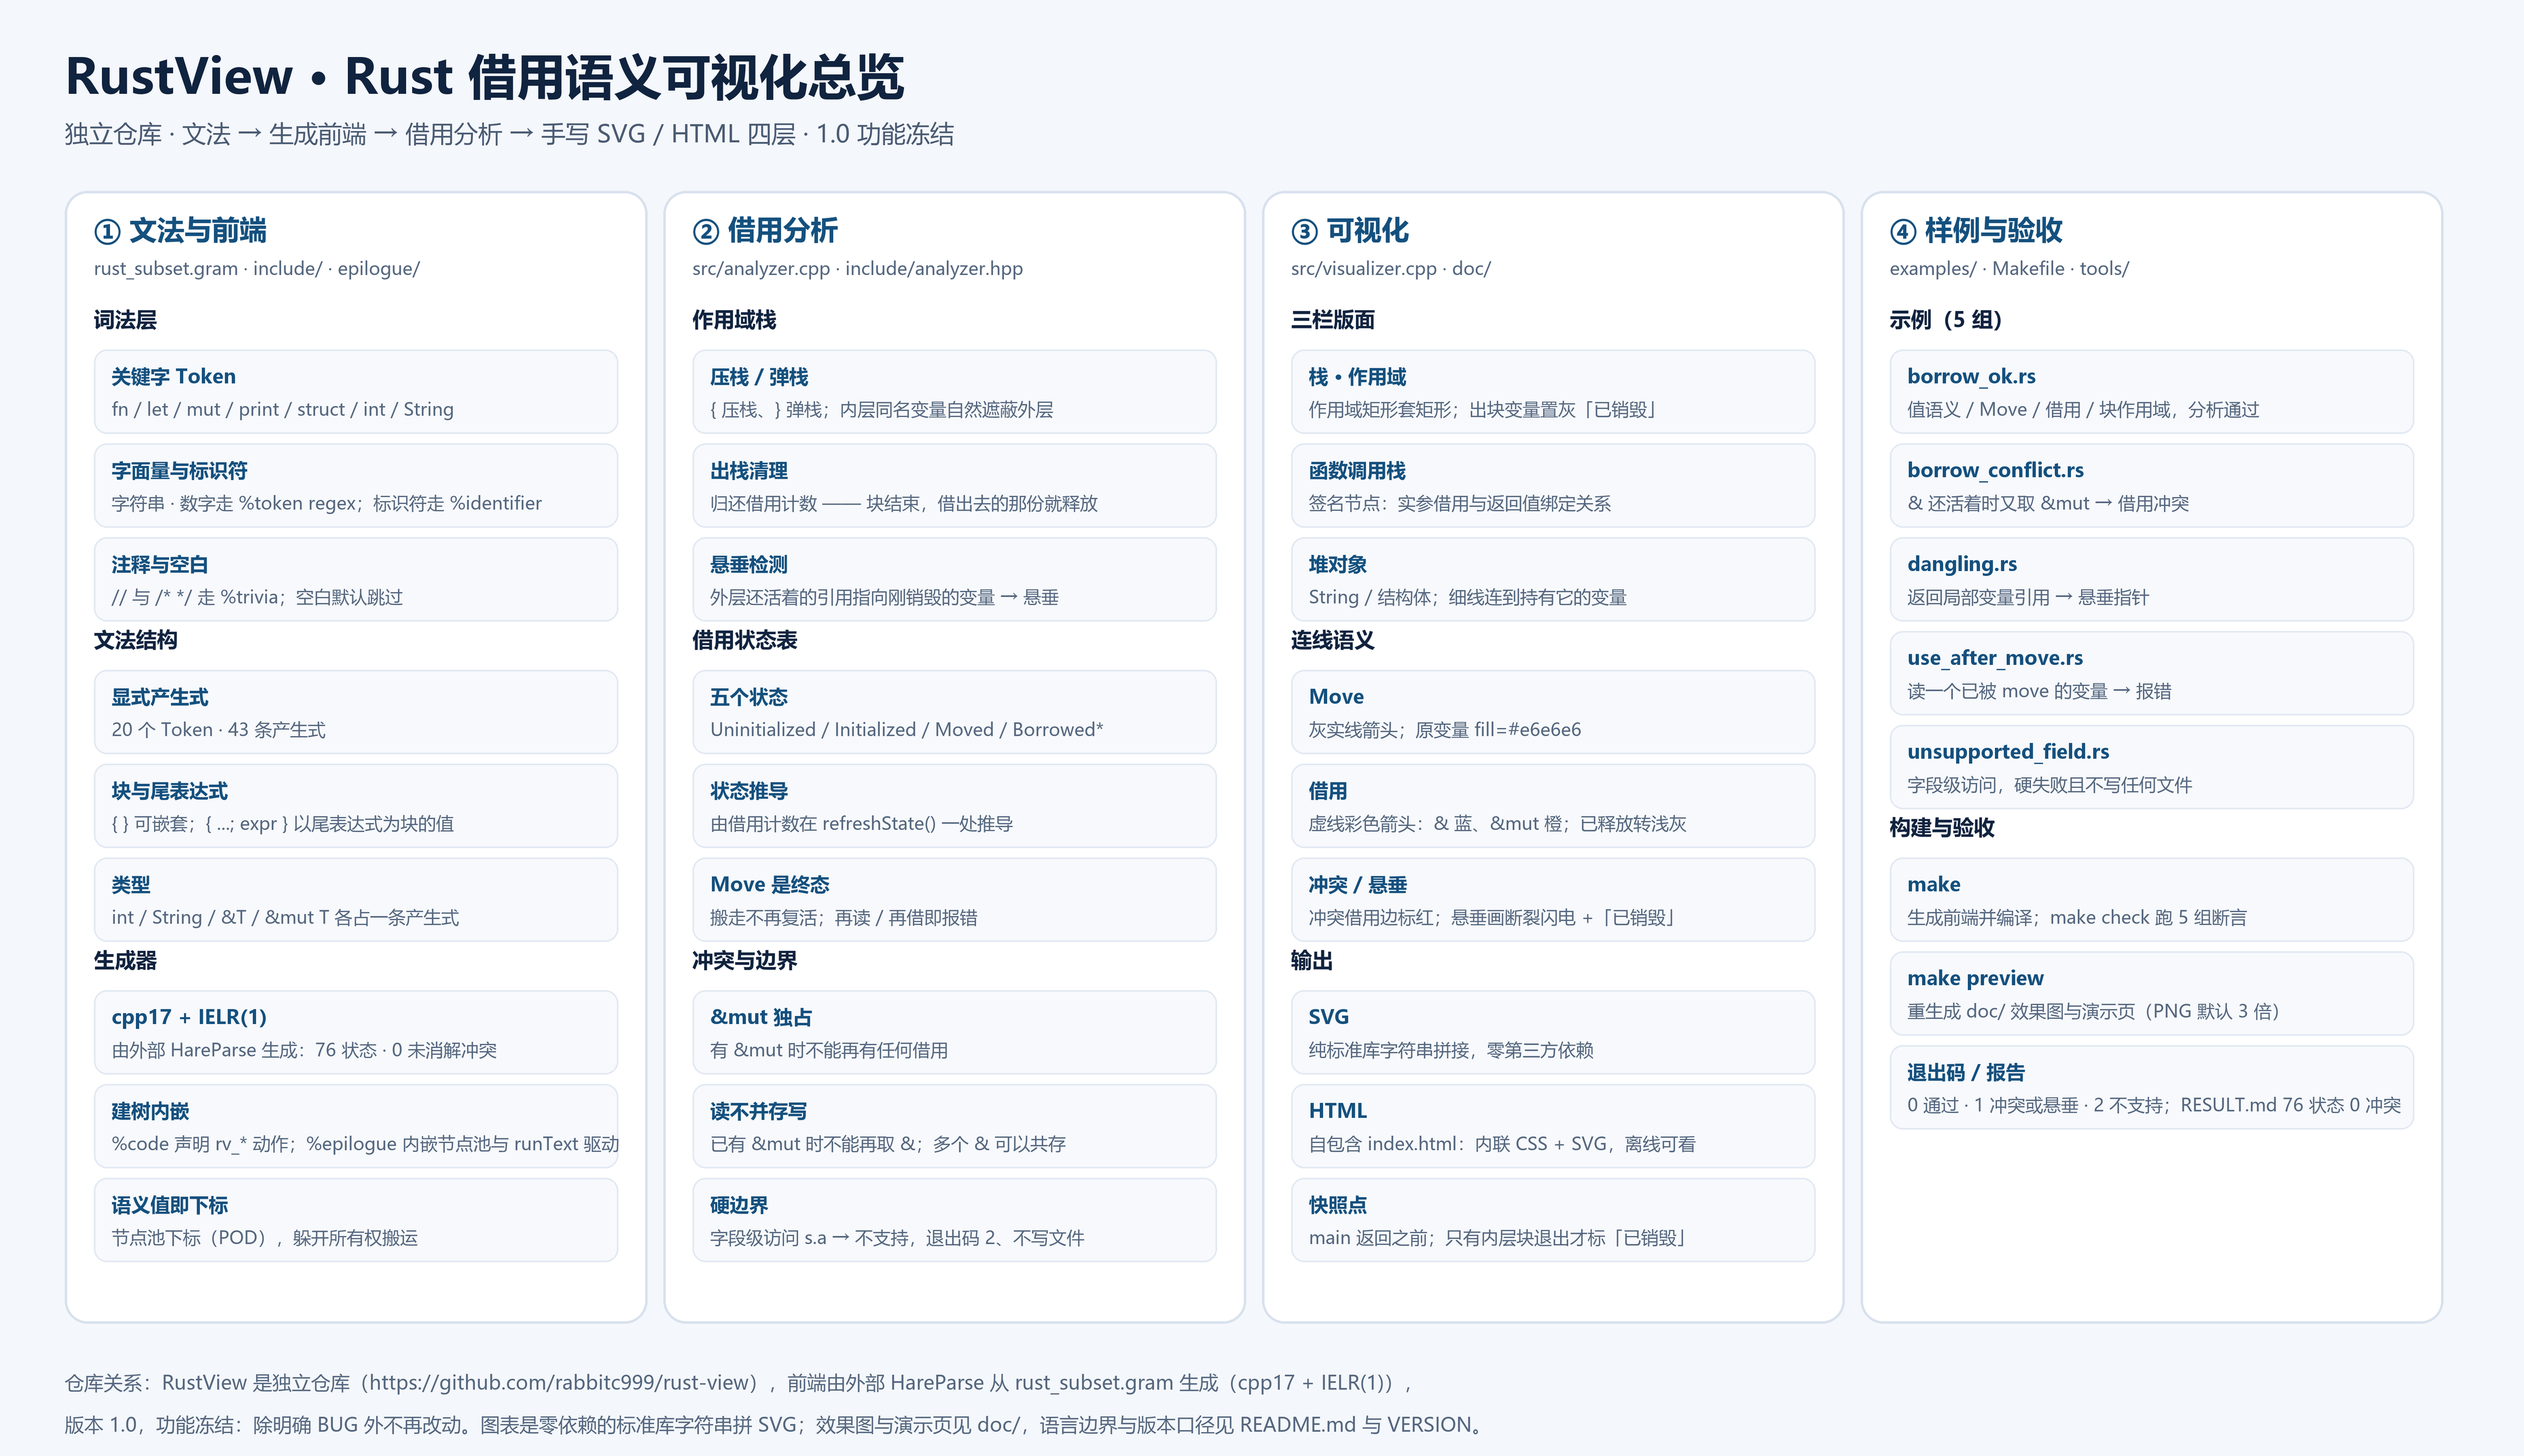 RustView • Rust 借用语义可视化总览
独立仓库 · 文法 → 生成前端 → 借用分析 → 手写 SVG / HTML 四层 · 1.0 功能冻结
① 文法与前端
rust_subset.gram · include/ · epilogue/
词法层
关键字 Token
fn / let / mut / print / struct / int / String
字面量与标识符
字符串 · 数字走 %token regex；标识符走 %identifier
注释与空白
// 与 /* */ 走 %trivia；空白默认跳过
文法结构
显式产生式
20 个 Token · 43 条产生式
块与尾表达式
{ } 可嵌套；{ ...; expr } 以尾表达式为块的值
类型
int / String / &T / &mut T 各占一条产生式
生成器
cpp17 + IELR(1)
由外部 HareParse 生成：76 状态 · 0 未消解冲突
建树内嵌
%code 声明 rv_* 动作；%epilogue 内嵌节点池与 runText 驱动
语义值即下标
节点池下标（POD），躲开所有权搬运
② 借用分析
src/analyzer.cpp · include/analyzer.hpp
作用域栈
压栈 / 弹栈
{ 压栈、} 弹栈；内层同名变量自然遮蔽外层
出栈清理
归还借用计数 —— 块结束，借出去的那份就释放
悬垂检测
外层还活着的引用指向刚销毁的变量 → 悬垂
借用状态表
五个状态
Uninitialized / Initialized / Moved / Borrowed*
状态推导
由借用计数在 refreshState() 一处推导
Move 是终态
搬走不再复活；再读 / 再借即报错
冲突与边界
&mut 独占
有 &mut 时不能再有任何借用
读不并存写
已有 &mut 时不能再取 &；多个 & 可以共存
硬边界
字段级访问 s.a → 不支持，退出码 2、不写文件
③ 可视化
src/visualizer.cpp · doc/
三栏版面
栈 • 作用域
作用域矩形套矩形；出块变量置灰「已销毁」
函数调用栈
签名节点：实参借用与返回值绑定关系
堆对象
String / 结构体；细线连到持有它的变量
连线语义
Move
灰实线箭头；原变量 fill=#e6e6e6
借用
虚线彩色箭头：& 蓝、&mut 橙；已释放转浅灰
冲突 / 悬垂
冲突借用边标红；悬垂画断裂闪电 +「已销毁」
输出
SVG
纯标准库字符串拼接，零第三方依赖
HTML
自包含 index.html：内联 CSS + SVG，离线可看
快照点
main 返回之前；只有内层块退出才标「已销毁」
④ 样例与验收
examples/ · Makefile · tools/
示例（5 组）
borrow_ok.rs
值语义 / Move / 借用 / 块作用域，分析通过
borrow_conflict.rs
& 还活着时又取 &mut → 借用冲突
dangling.rs
返回局部变量引用 → 悬垂指针
use_after_move.rs
读一个已被 move 的变量 → 报错
unsupported_field.rs
字段级访问，硬失败且不写任何文件
构建与验收
make
生成前端并编译；make check 跑 5 组断言
make preview
重生成 doc/ 效果图与演示页（PNG 默认 3 倍）
退出码 / 报告
0 通过 · 1 冲突或悬垂 · 2 不支持；RESULT.md 76 状态 0 冲突
仓库关系：RustView 是独立仓库（https://github.com/rabbitc999/rust-view），前端由外部 HareParse 从 rust_subset.gram 生成（cpp17 + IELR(1)），
版本 1.0，功能冻结：除明确 BUG 外不再改动。图表是零依赖的标准库字符串拼 SVG；效果图与演示页见 doc/，语言边界与版本口径见 README.md 与 VERSION。